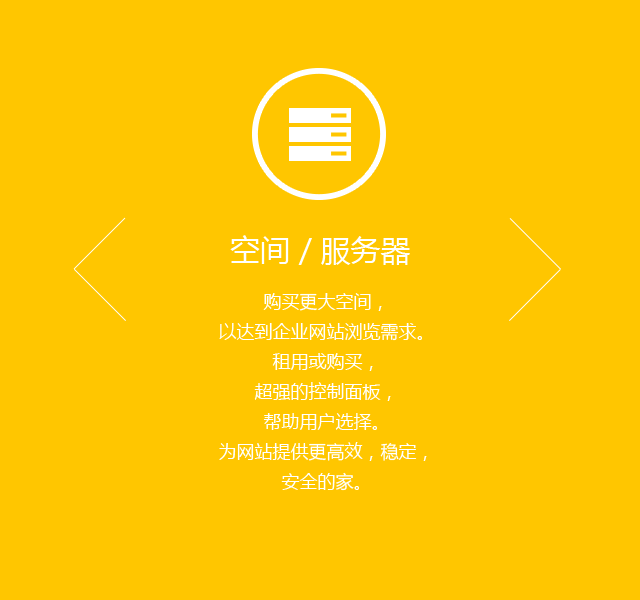 空间 / 服务器
购买更大空间，
以达到企业网站浏览需求。
租用或购买，
超强的控制面板，
帮助用户选择。
为网站提供更高效，稳定，
安全的家。